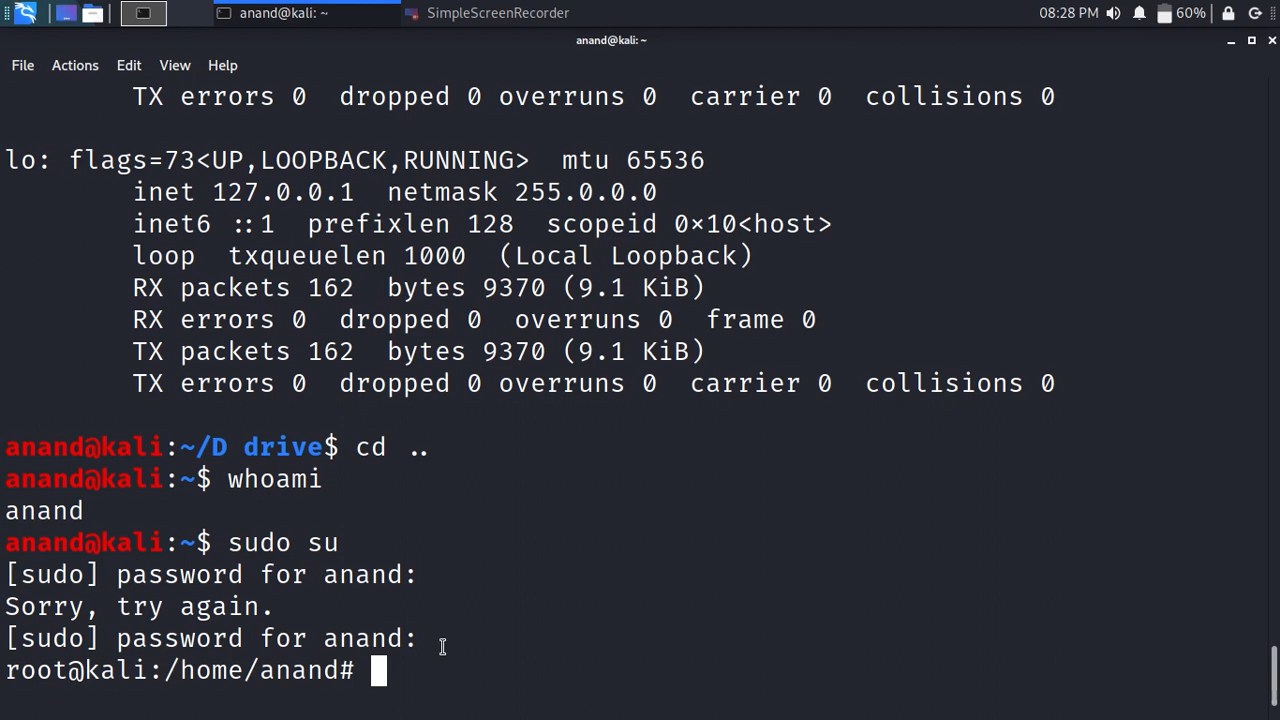 anand@kali: ~
SimpleScreenRecorder
08:28 PM
60%
anand@kali: ~
File Actions Edit View Help
TX errors 0 dropped 0 overruns 0 carrier 0 collisions 0
lo: flags=73<UP,LOOPBACK,RUNNING> mtu 65536
inet 127.0.0.1 netmask 255.0.0.0
inet6 ::1 prefixlen 128 scopeid 0×10<host>
loop txqueuelen 1000 (Local Loopback)
RX packets 162 bytes 9370 (9.1 KiB)
RX errors 0 dropped 0 overruns 0 frame 0
TX packets 162 bytes 9370 (9.1 KiB)
TX errors 0 dropped 0 overruns 0 carrier 0 collisions 0
anand@kali:~/D drive$ cd ..
anand@kali:~$ whoami
anand
anand@kali:~$ sudo su
[sudo] password for anand:
Sorry, try again.
[sudo] password for anand:
root@kali:/home/anand#